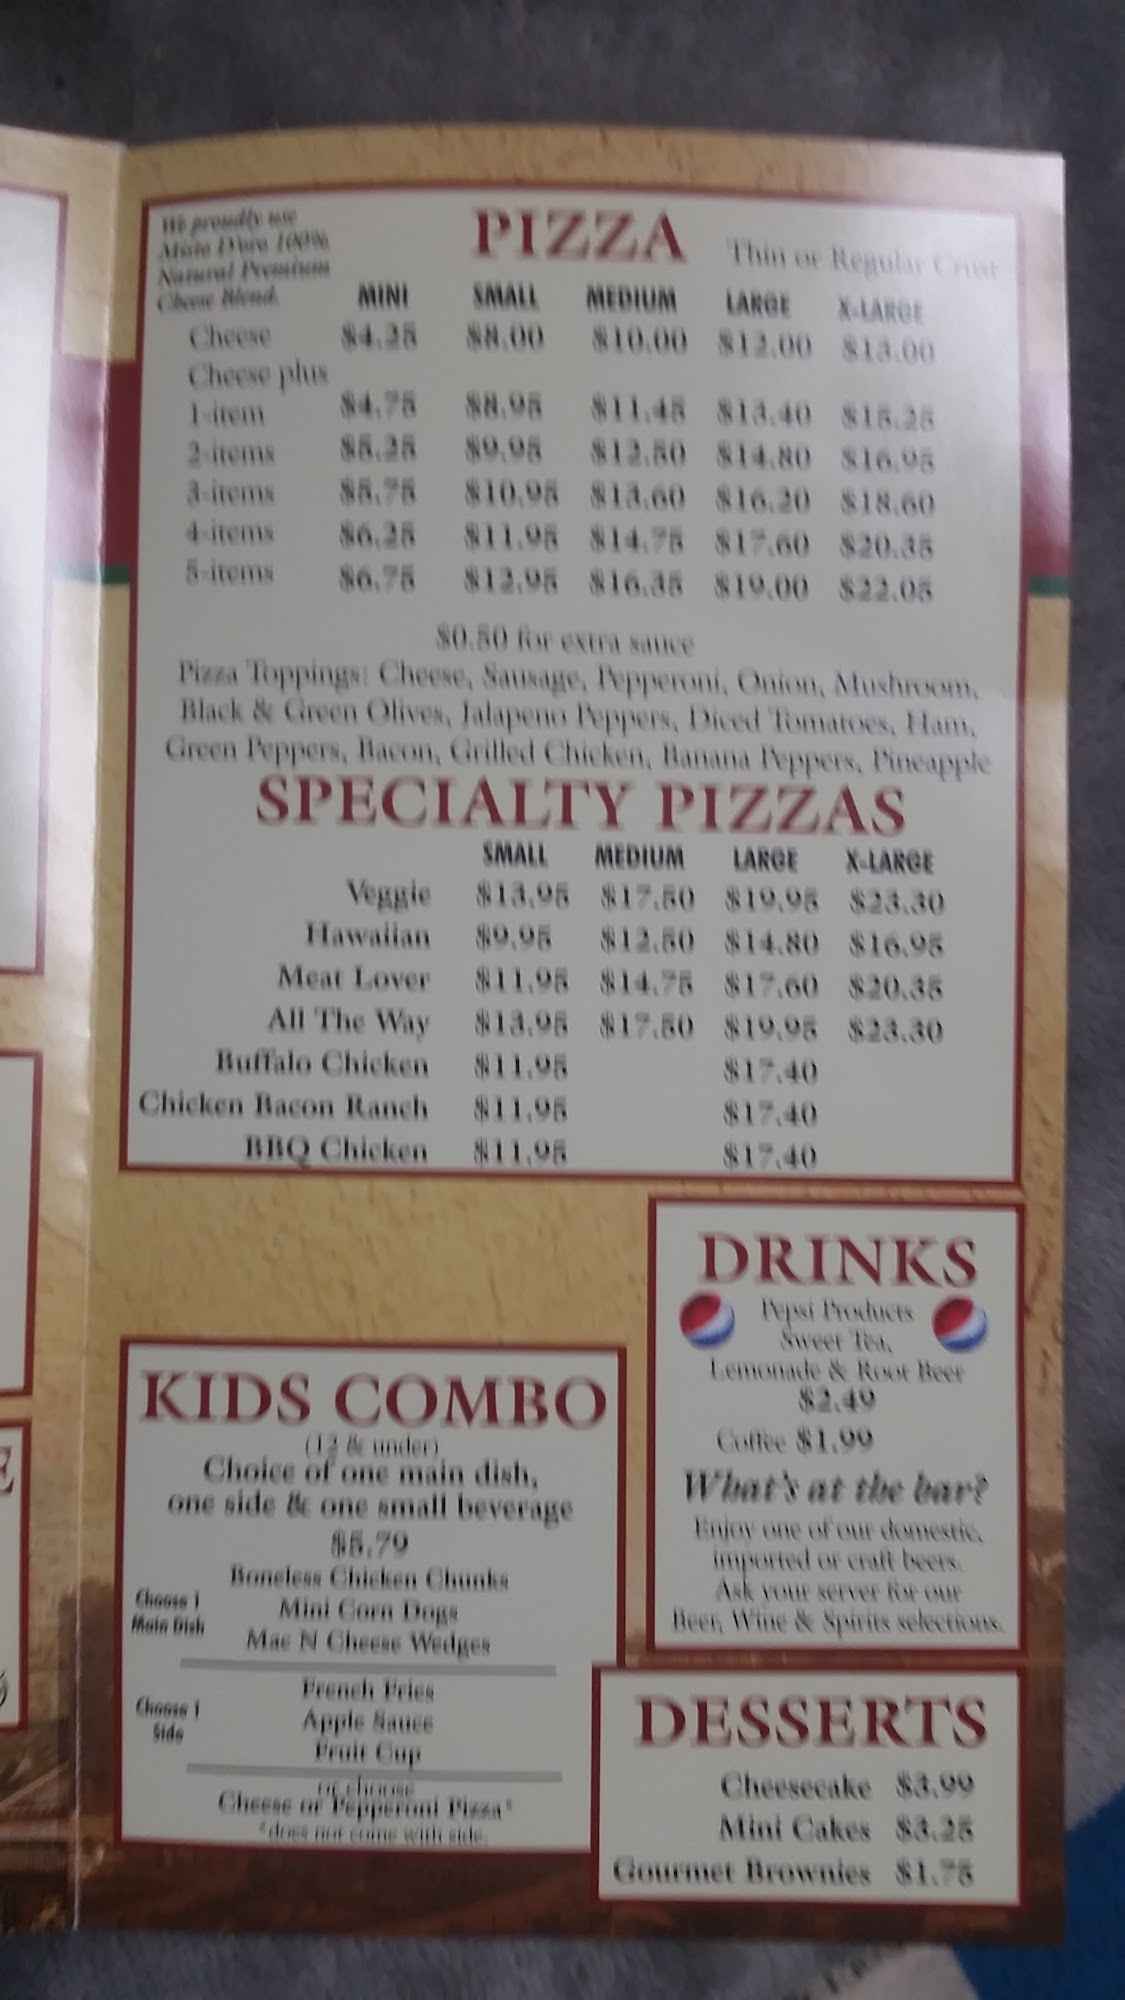 We proudly use
Misto D'oro 100%
Natural Premium
Cheese Blend.
PIZZA
Thin or Regular Crust
MINI SMALL MEDIUM LARGE X-LARGE
Cheese $4.25 $8.00 $10.00 $12.00 $13.00
Cheese plus
1-item $4.75 $8.95 $11.45 $13.40 $15.25
2-items $5.25 $9.95 $12.50 $14.80 $16.95
3-items $5.75 $10.95 $13.60 $16.20 $18.60
4-items $6.25 $11.95 $14.75 $17.60 $20.35
5-items $6.75 $12.95 $16.35 $19.00 $22.05
$0.50 for extra sauce
Pizza Toppings: Cheese, Sausage, Pepperoni, Onion, Mushroom,
Black & Green Olives, Jalapeno Peppers, Diced Tomatoes, Ham,
Green Peppers, Bacon, Grilled Chicken, Banana Peppers, Pineapple
SPECIALTY PIZZAS
SMALL MEDIUM LARGE X-LARGE
Veggie $13.95 $17.50 $19.95 $23.30
Hawaiian $9.95 $12.50 $14.80 $16.95
Meat Lover $11.95 $14.75 $17.60 $20.35
All The Way $13.95 $17.50 $19.95 $23.30
Buffalo Chicken $11.95 $17.40
Chicken Bacon Ranch $11.95 $17.40
BBQ Chicken $11.95 $17.40
DRINKS
Pepsi Products
Sweet Tea,
Lemonade & Root Beer
$2.49
Coffee $1.99
What's at the bar?
Enjoy one of our domestic,
imported or craft beers.
Ask your server for our
Beer, Wine & Spirits selections.
KIDS COMBO
(12 & under)
Choice of one main dish,
one side & one small beverage
$5.79
Choose 1
Main Dish
Boneless Chicken Chunks
Mini Corn Dogs
Mac N Cheese Wedges
Choose 1
Side
French Fries
Apple Sauce
Fruit Cup
or choose
Cheese or Pepperoni Pizza*
*does not come with side.
DESSERTS
Cheesecake $3.99
Mini Cakes $3.25
Gourmet Brownies $1.75
E